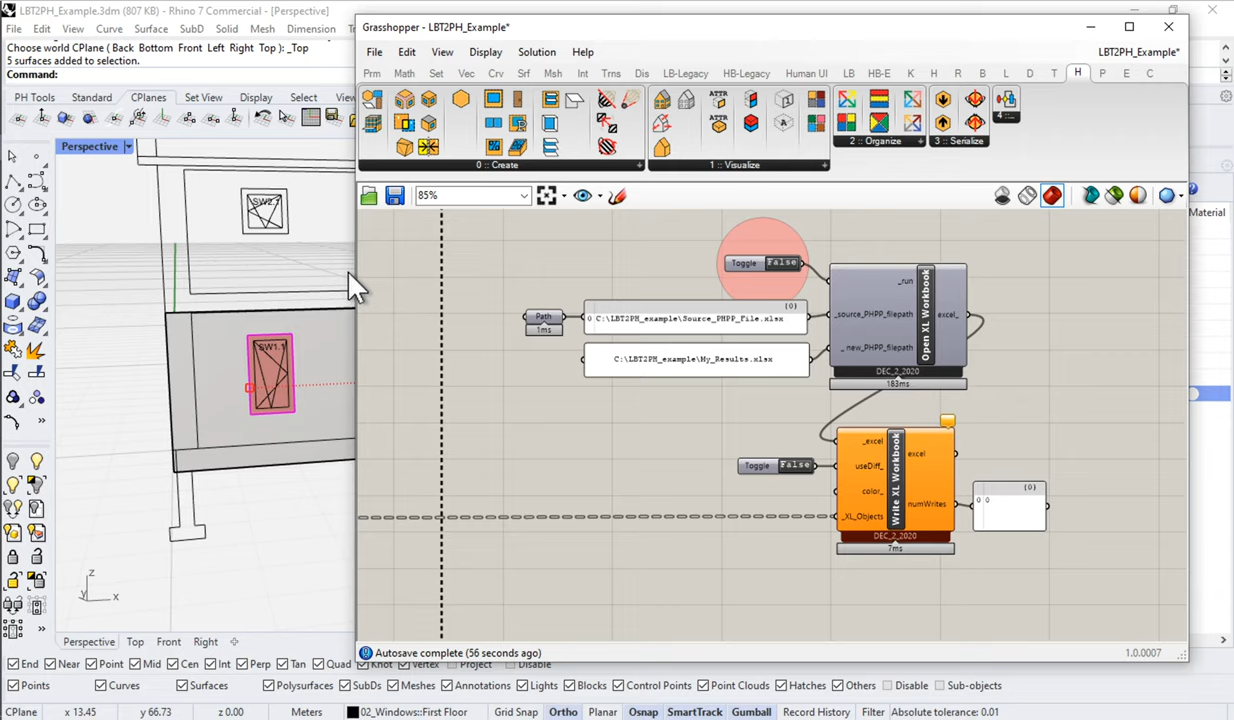 LBT2PH_Example.3dm (807 KB) - Rhino 7 Commercial - [Perspective]
File Edit View Curve Surface SubD Solid Mesh Dimension
Choose world CPlane ( Back Bottom Front Left Right Top ): _Top
5 surfaces added to selection.
Command:
PH Tools Standard CPlanes Set View Display Select
Perspective
SW2.1
SW1.1
z
y
x
Grasshopper - LBT2PH_Example*
File Edit View Display Solution Help LBT2PH_Example*
Prm Math Set Vec Crv Srf Msh Int Trns Dis LB-Legacy HB-Legacy Human UI LB HB-E K H R D L D T H P E C
ATTR
ATTR
0 :: Create 1 :: Visualize 2 :: Organize 3 :: Serialize 4 ::
85%
Toggle False
_run
Path
1ms
{0}
0 C:\LBT2PH_example\Source_PHPP_File.xlsx
_source_PHPP_filepath
Open XL Workbook
excel_
C:\LBT2PH_example\My_Results.xlsx
_new_PHPP_filepath
DEC_2_2020
183ms
_excel
excel
Toggle False
useDiff_
color_
Write XL Workbook
numWrites
_XL_Objects
DEC_2_2020
7ms
{0}
0 0
Autosave complete (56 seconds ago)
1.0.0007
Material
Perspective Top Front Right
End Near Point Mid Cen Int Perp Tan Quad Knot Vertex Project Disable
Points Curves Surfaces Polysurfaces SubDs Meshes Annotations Lights Blocks Control Points Point Clouds Hatches Others Disable Sub-objects
CPlane x 13.45 y 66.73 z 0.00 Meters 02_Windows::First Floor Grid Snap Ortho Planar Osnap SmartTrack Gumball Record History Filter Absolute tolerance: 0.01